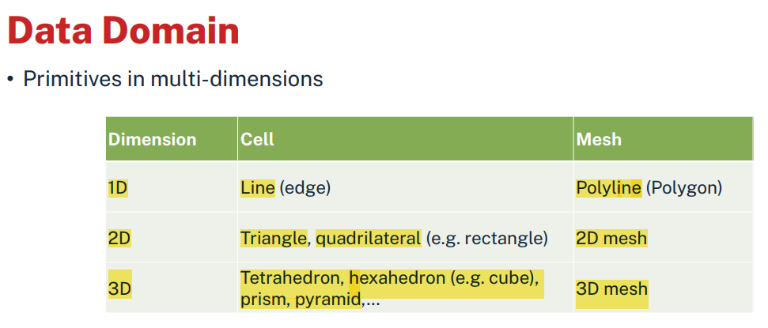 Data Domain
• Primitives in multi-dimensions
Dimension Cell Mesh
1D Line (edge) Polyline (Polygon)
2D Triangle, quadrilateral (e.g. rectangle) 2D mesh
3D Tetrahedron, hexahedron (e.g. cube), 3D mesh
prism, pyramid,...